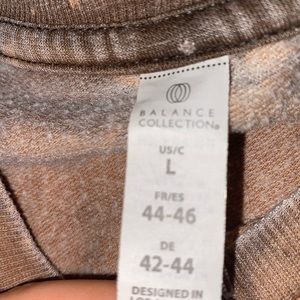 BALANCE
COLLECTION®
US/C
L
FR/ES
44-46
DE
42-44
DESIGNED IN